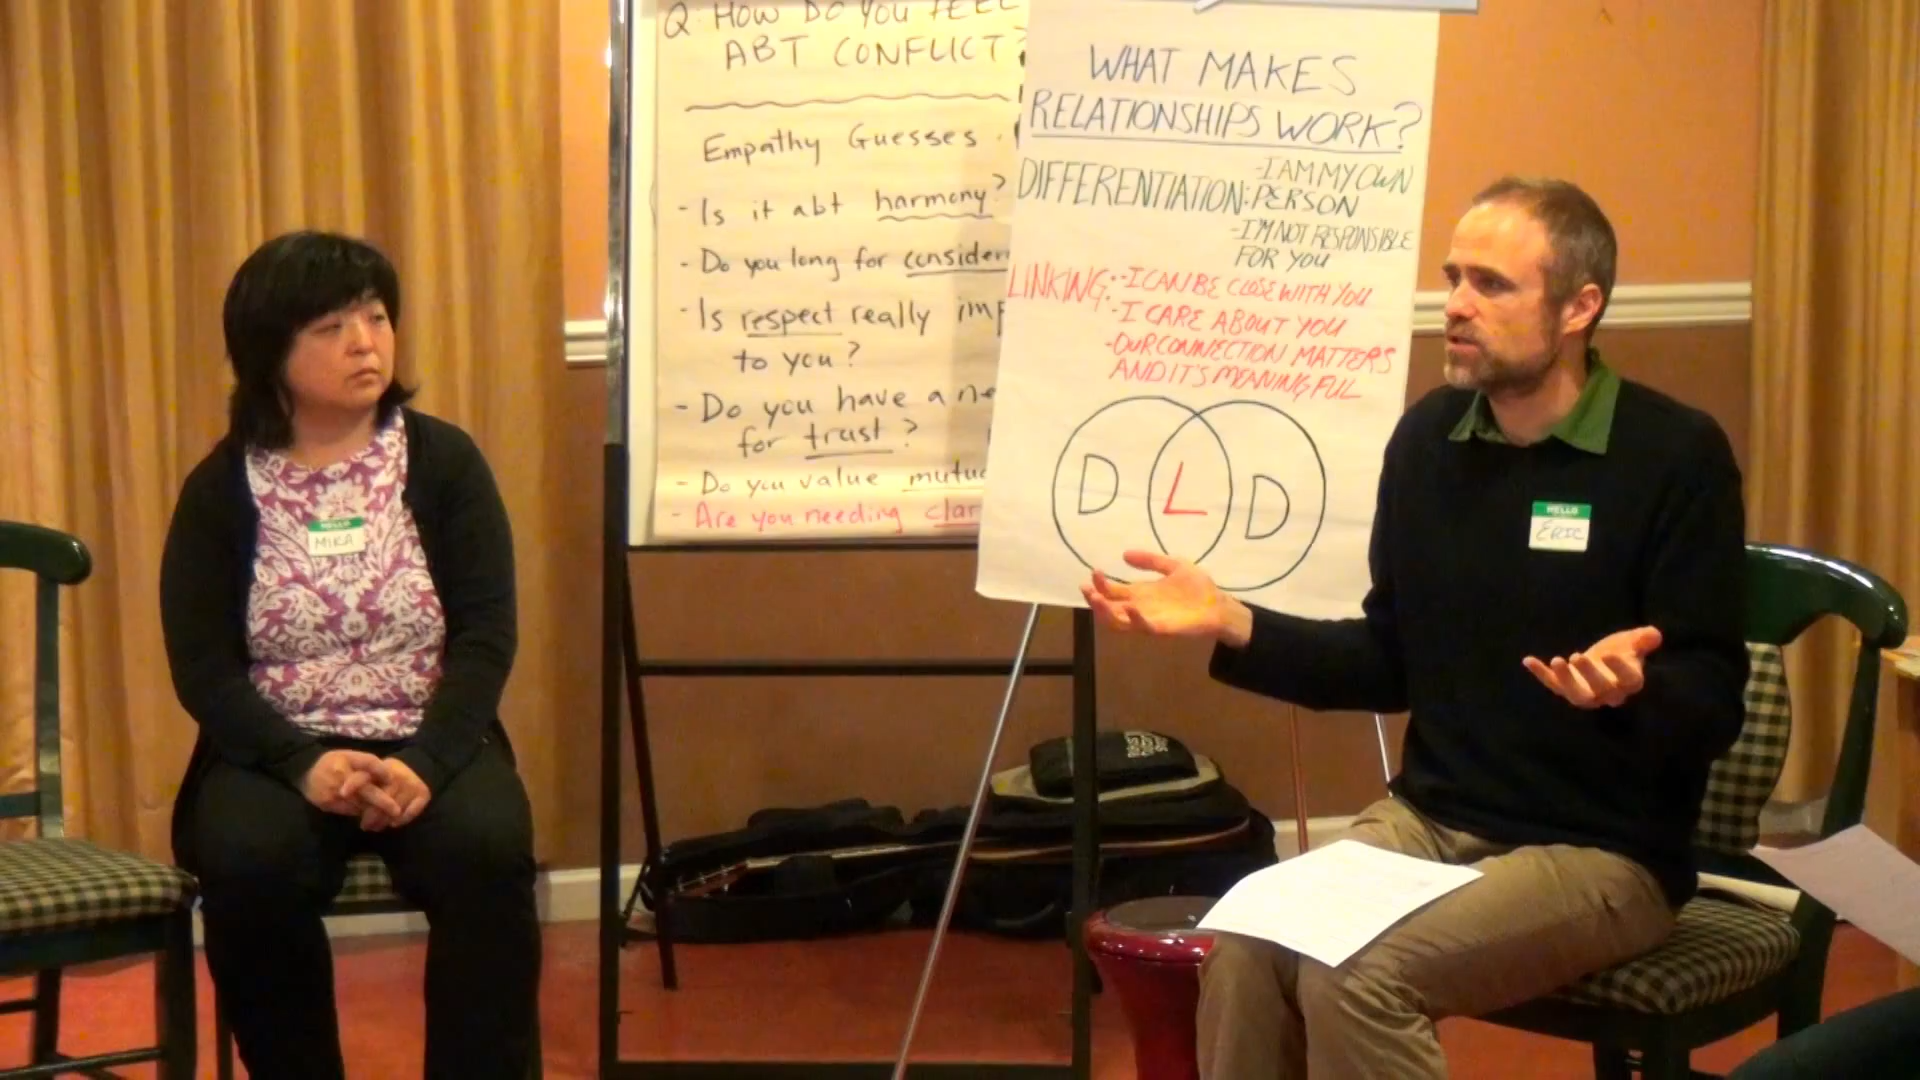 Q: HOW DO YOU FEEL
ABT CONFLICT?
Empathy Guesses
- Is it abt harmony?
- Do you long for
- Is respect really
to you?
- Do you have a
for trust?
- Do you value
- Are you needing
WHAT MAKES
RELATIONSHIPS WORK?
DIFFERENTIATION:
- I AM MY OWN
PERSON
- I'M NOT RESPONSIBLE
FOR YOU
LINKING:
- I CAN BE CLOSE WITH YOU
- I CARE ABOUT YOU
- OUR CONNECTION MATTERS
AND IT'S MEANINGFUL
D L D
HELLO
MIKA
HELLO
ERIC